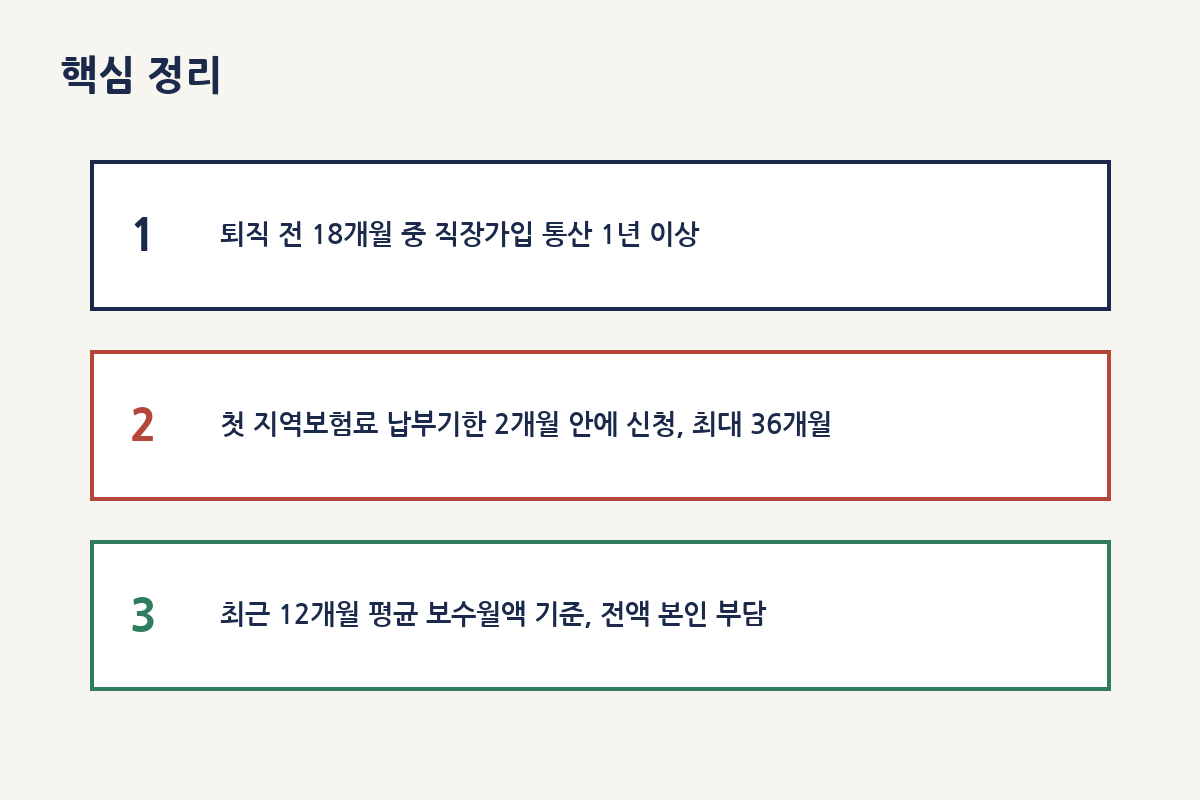 핵심 정리
1
퇴직 전 18개월 중 직장가입 통산 1년 이상
2
첫 지역보험료 납부기한 2개월 안에 신청, 최대 36개월
3
최근 12개월 평균 보수월액 기준, 전액 본인 부담